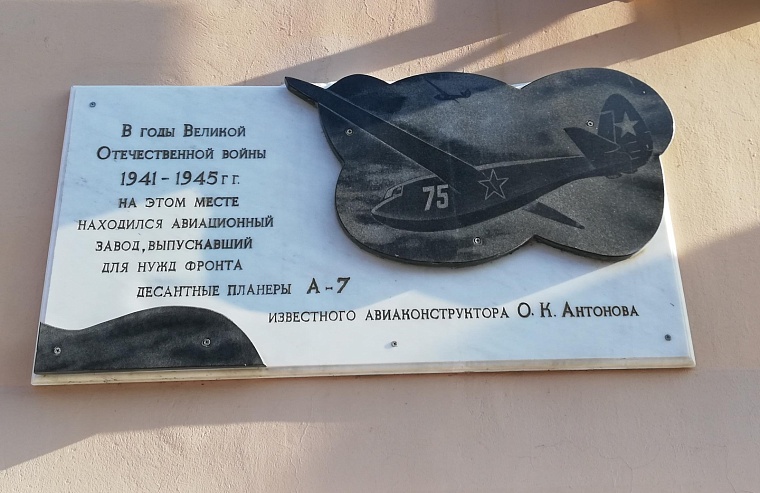 В годы Великой
Отечественной войны
1941-1945 г г.
на этом месте
находился авиационный
завод, выпускавший
для нужд фронта
десантные планеры А-7
известного авиаконструктора О. К. Антонова
75